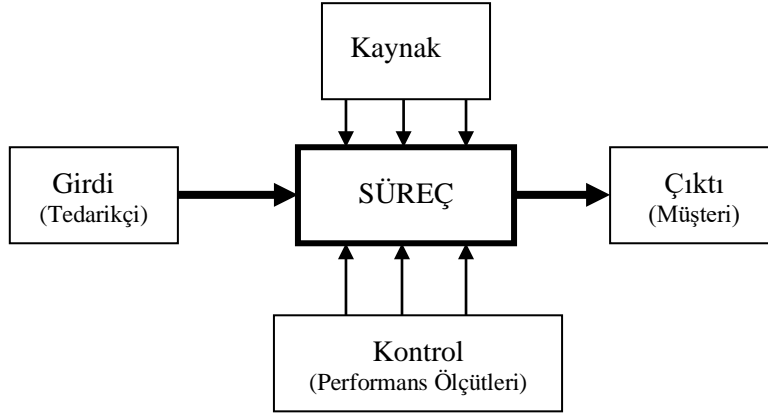 Kaynak
Girdi
(Tedarikçi)
SÜREÇ
Çıktı
(Müşteri)
Kontrol
(Performans Ölçütleri)